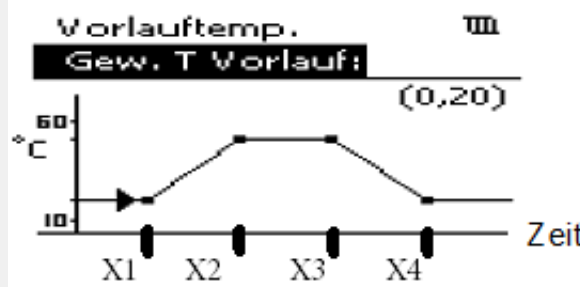 Vorlauftemp.
Gew. T Vorlauf:
(0,20)
60
°C
10
Zeit
X1 X2 X3 X4